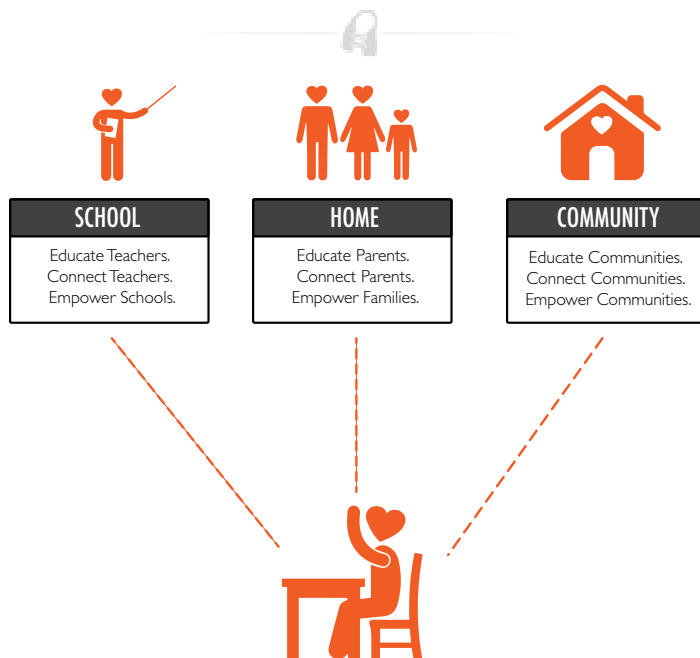 SCHOOL
Educate Teachers.
Connect Teachers.
Empower Schools.
HOME
Educate Parents.
Connect Parents.
Empower Families.
COMMUNITY
Educate Communities.
Connect Communities.
Empower Communities.